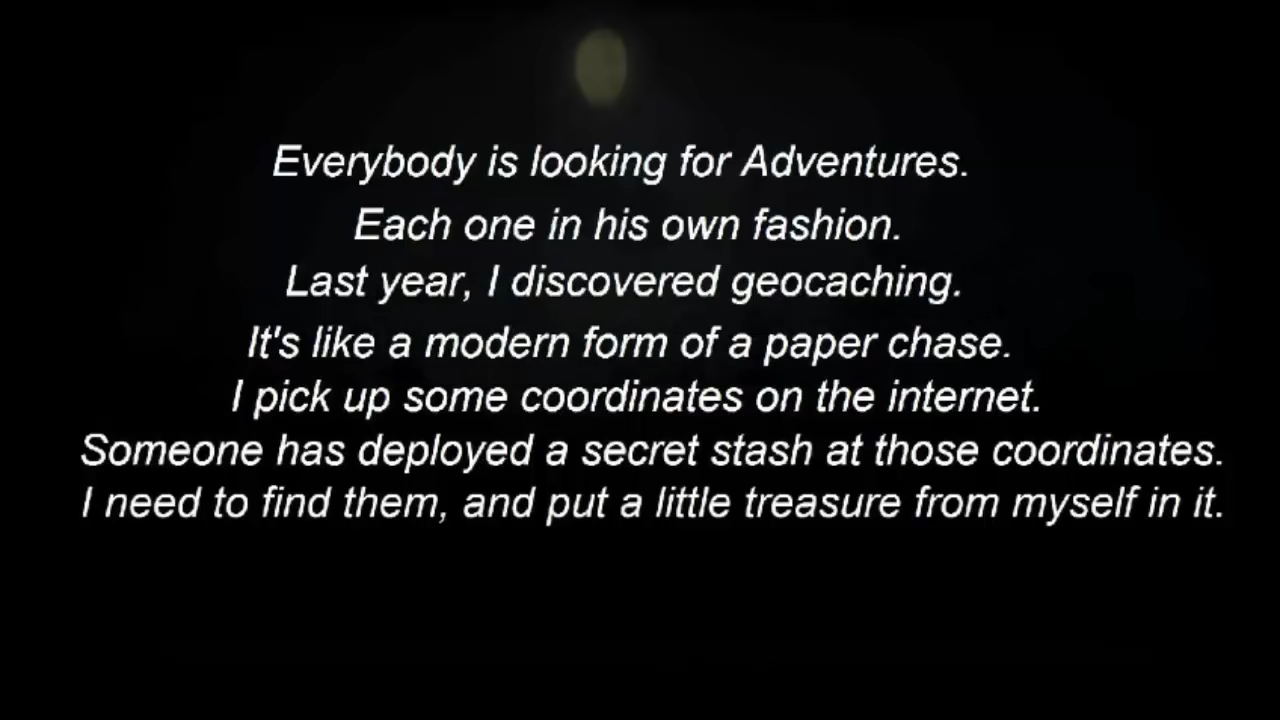 Everybody is looking for Adventures.
Each one in his own fashion.
Last year, I discovered geocaching.
It's like a modern form of a paper chase.
I pick up some coordinates on the internet.
Someone has deployed a secret stash at those coordinates.
I need to find them, and put a little treasure from myself in it.